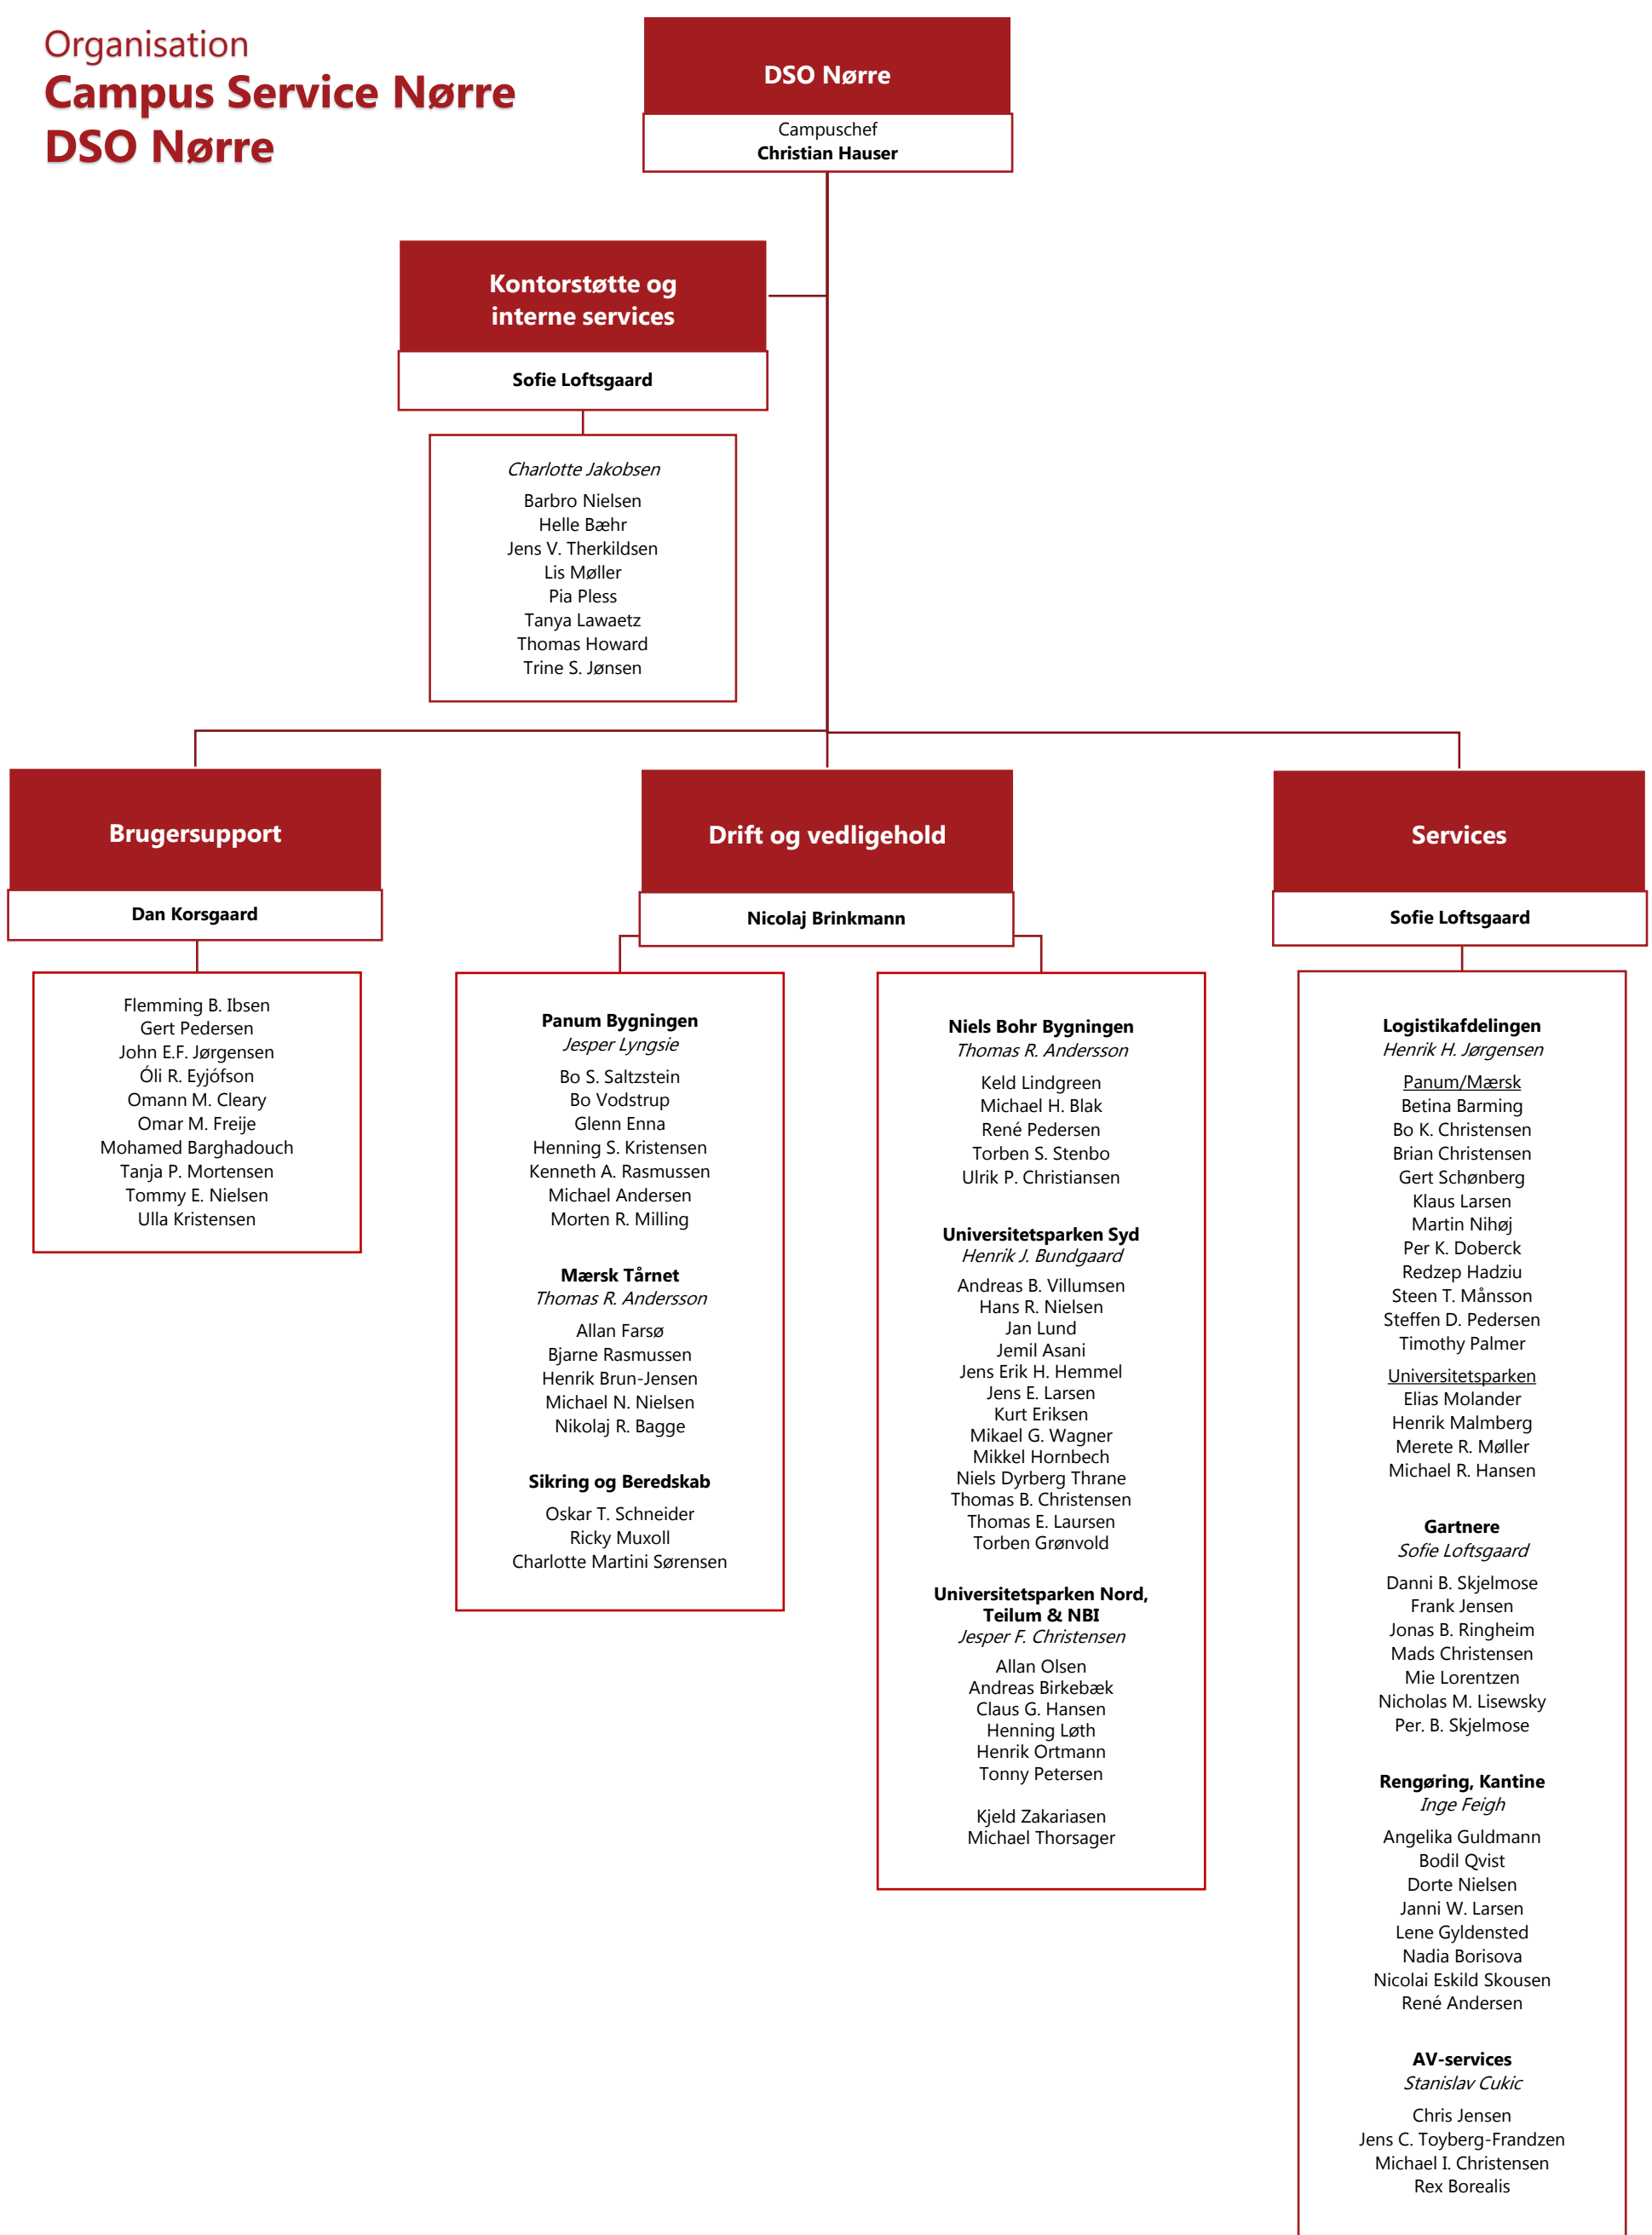 Organisation
Campus Service Nørre
DSO Nørre
DSO Nørre
Campuschef
Christian Hauser
Kontorstøtte og
interne services
Sofie Loftsgaard
Charlotte Jakobsen
Barbro Nielsen
Helle Bæhr
Jens V. Therkildsen
Lis Møller
Pia Pless
Tanya Lawaetz
Thomas Howard
Trine S. Jønsen
Brugersupport
Dan Korsgaard
Flemming B. Ibsen
Gert Pedersen
John E.F. Jørgensen
Óli R. Eyjófson
Omann M. Cleary
Omar M. Freije
Mohamed Barghadouch
Tanja P. Mortensen
Tommy E. Nielsen
Ulla Kristensen
Drift og vedligehold
Nicolaj Brinkmann
Panum Bygningen
Jesper Lyngsie
Bo S. Saltzstein
Bo Vodstrup
Glenn Enna
Henning S. Kristensen
Kenneth A. Rasmussen
Michael Andersen
Morten R. Milling
Mærsk Tårnet
Thomas R. Andersson
Allan Farsø
Bjarne Rasmussen
Henrik Brun-Jensen
Michael N. Nielsen
Nikolaj R. Bagge
Sikring og Beredskab
Oskar T. Schneider
Ricky Muxoll
Charlotte Martini Sørensen
Niels Bohr Bygningen
Thomas R. Andersson
Keld Lindgreen
Michael H. Blak
René Pedersen
Torben S. Stenbo
Ulrik P. Christiansen
Universitetsparken Syd
Henrik J. Bundgaard
Andreas B. Villumsen
Hans R. Nielsen
Jan Lund
Jemil Asani
Jens Erik H. Hemmel
Jens E. Larsen
Kurt Eriksen
Mikael G. Wagner
Mikkel Hornbech
Niels Dyrberg Thrane
Thomas B. Christensen
Thomas E. Laursen
Torben Grønvold
Universitetsparken Nord,
Teilum & NBI
Jesper F. Christensen
Allan Olsen
Andreas Birkebæk
Claus G. Hansen
Henning Løth
Henrik Ortmann
Tonny Petersen
Kjeld Zakariasen
Michael Thorsager
Services
Sofie Loftsgaard
Logistikafdelingen
Henrik H. Jørgensen
Panum/Mærsk
Betina Barming
Bo K. Christensen
Brian Christensen
Gert Schønberg
Klaus Larsen
Martin Nihøj
Per K. Doberck
Redzep Hadziu
Steen T. Månsson
Steffen D. Pedersen
Timothy Palmer
Universitetsparken
Elias Molander
Henrik Malmberg
Merete R. Møller
Michael R. Hansen
Gartnere
Sofie Loftsgaard
Danni B. Skjelmose
Frank Jensen
Jonas B. Ringheim
Mads Christensen
Mie Lorentzen
Nicholas M. Lisewsky
Per. B. Skjelmose
Rengøring, Kantine
Inge Feigh
Angelika Guldmann
Bodil Qvist
Dorte Nielsen
Janni W. Larsen
Lene Gyldensted
Nadia Borisova
Nicolai Eskild Skousen
René Andersen
AV-services
Stanislav Cukic
Chris Jensen
Jens C. Toyberg-Frandzen
Michael I. Christensen
Rex Borealis